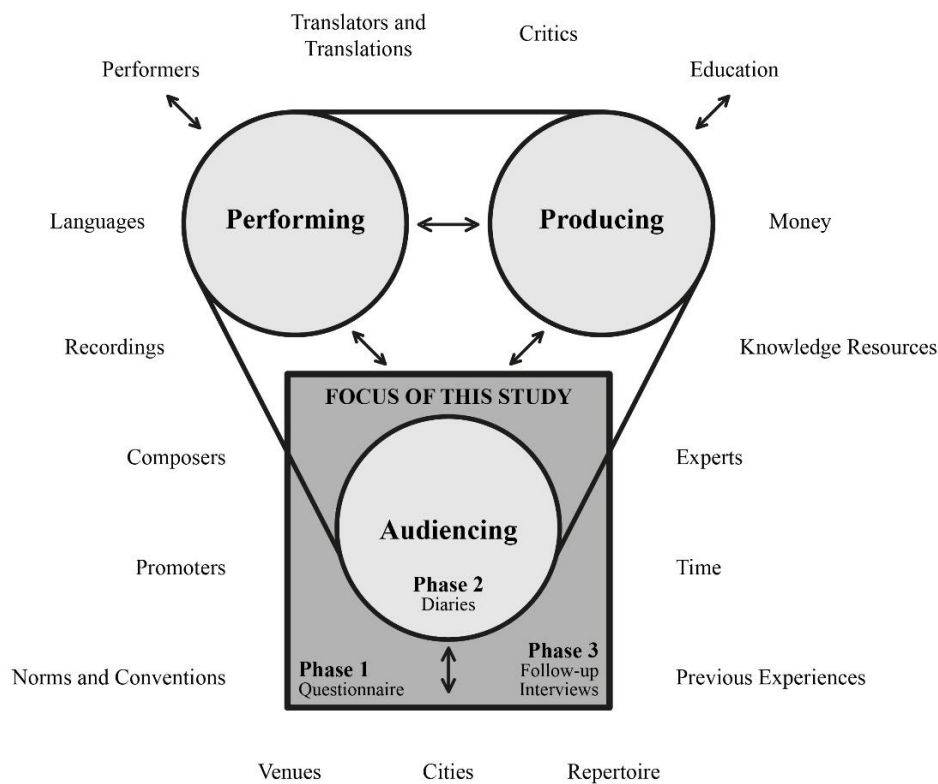 Translators and
Translations
Critics
Performers
Education
Languages
Performing
Producing
Money
Recordings
Knowledge Resources
FOCUS OF THIS STUDY
Composers
Experts
Audiencing
Promoters
Phase 2
Diaries
Time
Norms and Conventions
Phase 1
Questionnaire
Phase 3
Follow-up
Interviews
Previous Experiences
Venues
Cities
Repertoire